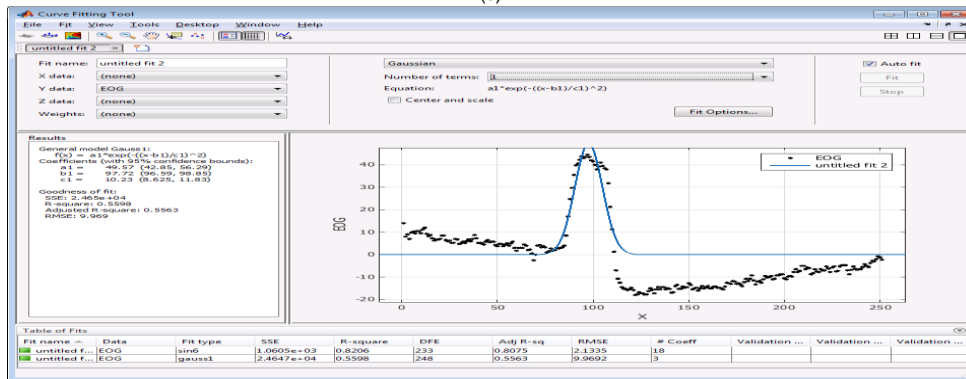 Curve Fitting Tool
File Fit View Tools Desktop Window Help
untitled fit 2
Fit name: untitled fit 2
X data: (none)
Y data: EOG
Z data: (none)
Weights: (none)
Gaussian
Number of terms: 1
Equation: a1*exp(-((x-b1)/c1)^2)
Center and scale
Fit Options...
Auto fit
Fit
Stop
Results
General model Gauss1:
f(x) = a1*exp(-((x-b1)/c1)^2)
Coefficients (with 95% confidence bounds):
a1 = 49.57 (42.85, 56.29)
b1 = 97.72 (96.59, 98.85)
c1 = 10.23 (8.625, 11.83)
Goodness of fit:
SSE: 2.465e+04
R-square: 0.5598
Adjusted R-square: 0.5563
RMSE: 9.969
EOG
untitled fit 2
40
30
20
10
0
-10
-20
EOG
0 50 100 150 200 250
X
Table of Fits
Fit name Data Fit type SSE R-square DFE Adj R-sq RMSE # Coeff Validation ... Validation ... Validation ...
untitled f... EOG sin6 1.0605e+03 0.8206 233 0.8075 2.1335 18
untitled f... EOG gauss1 2.4647e+04 0.5598 248 0.5563 9.9692 3